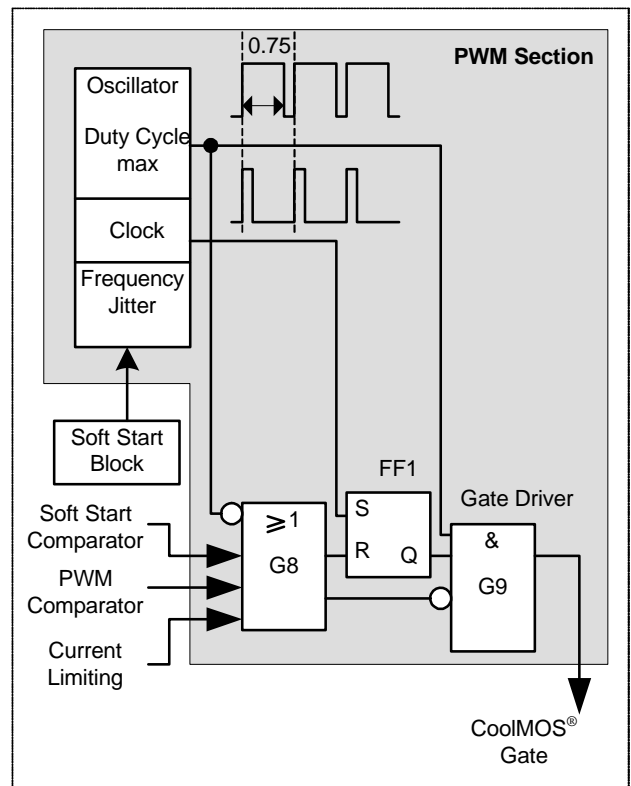 0.75
PWM Section
Oscillator
Duty Cycle
max
Clock
Frequency
Jitter
Soft Start
Block
FF1
Gate Driver
Soft Start
Comparator
PWM
Comparator
Current
Limiting
≥1
G8
S
R
Q
&
G9
CoolMOS®
Gate